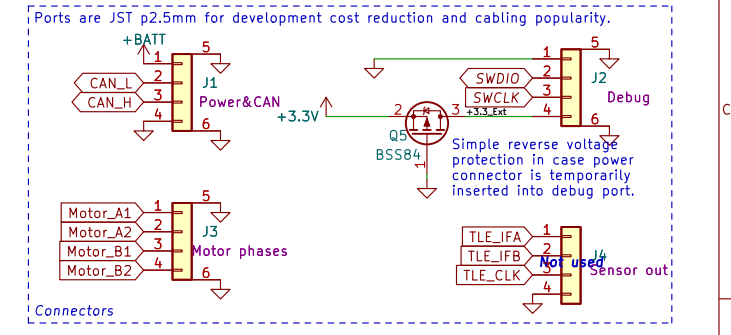 Ports are JST p2.5mm for development cost reduction and cabling popularity.
+BATT
1
2
3
4
5
6
CAN_L
CAN_H
J1
Power&CAN
1
2
3
4
5
6
SWDIO
SWCLK
J2
Debug
+3.3V
2
3
1
+3.3_Ext
Q5
BSS84
Simple reverse voltage
protection in case power
connector is temporarily
inserted into debug port.
Motor_A1
Motor_A2
Motor_B1
Motor_B2
1
2
3
4
5
6
J3
Motor phases
TLE_IFA
TLE_IFB
TLE_CLK
1
2
3
4
J4
Not used
Sensor out
Connectors
C